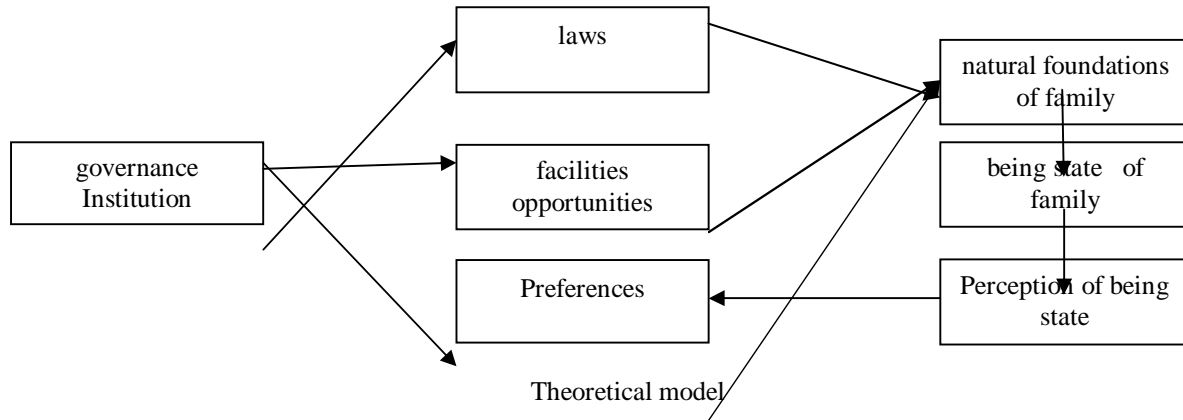 laws
natural foundations
of family
governance
Institution
facilities
opportunities
being state of
family
Preferences
Perception of being
state
Theoretical model